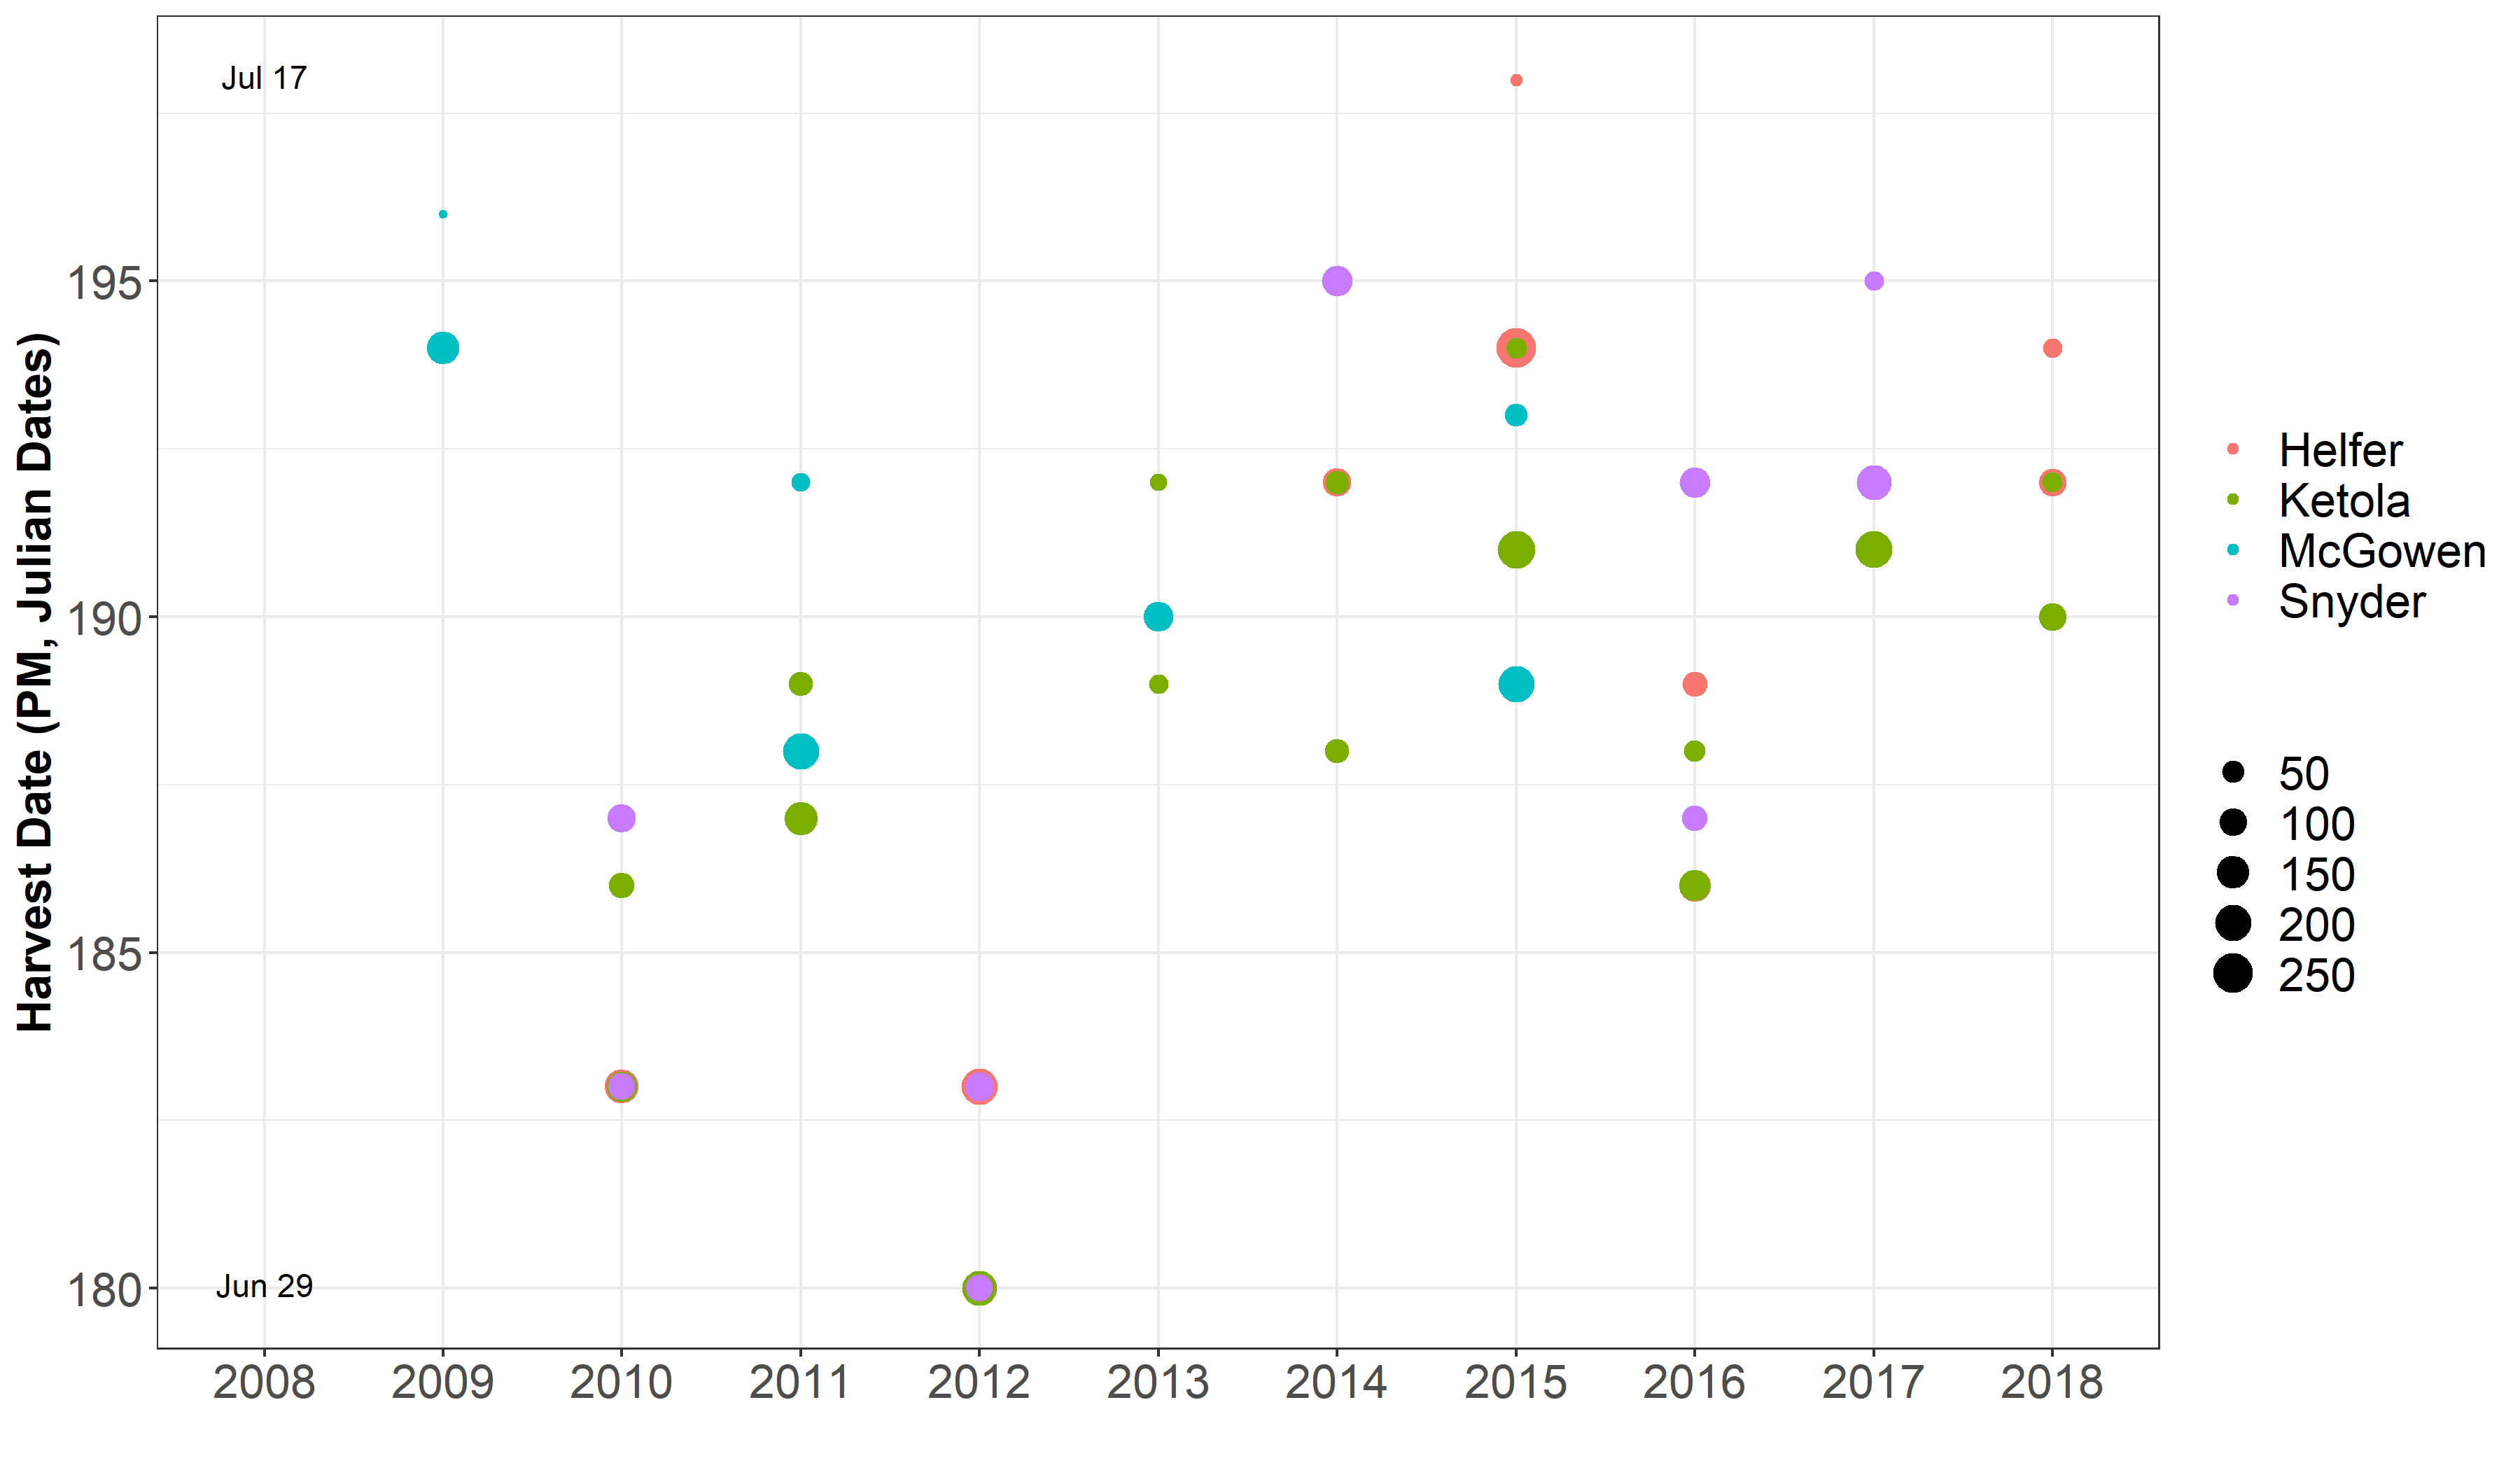 Harvest Date (PM, Julian Dates)
195
190
185
180
Jul 17
Jun 29
2008 2009 2010 2011 2012 2013 2014 2015 2016 2017 2018
Helfer
Ketola
McGowen
Snyder
50
100
150
200
250